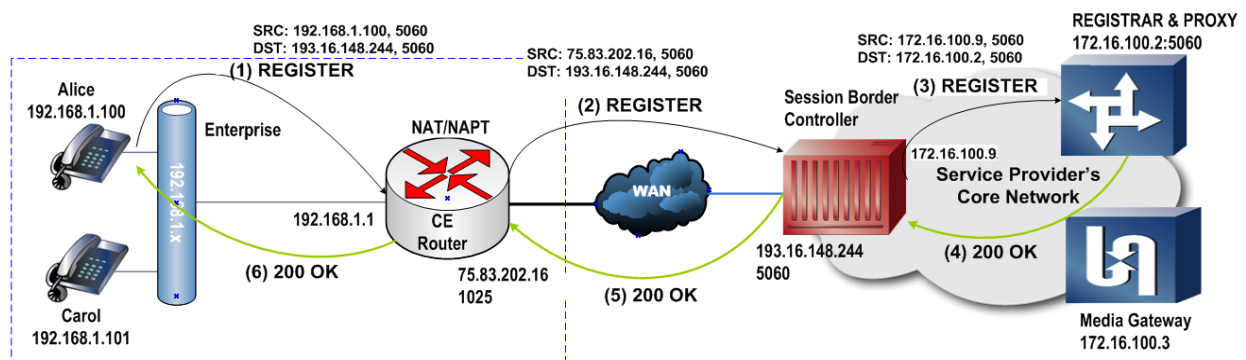 SRC: 192.168.1.100, 5060
DST: 193.16.148.244, 5060
(1) REGISTER
SRC: 75.83.202.16, 5060
DST: 193.16.148.244, 5060
(2) REGISTER
SRC: 172.16.100.9, 5060
DST: 172.16.100.2, 5060
(3) REGISTER
REGISTRAR & PROXY
172.16.100.2:5060
Alice
192.168.1.100
Enterprise
192.168.1.x
NAT/NAPT
CE
Router
192.168.1.1
75.83.202.16
1025
WAN
Session Border
Controller
172.16.100.9
193.16.148.244
5060
Service Provider's
Core Network
(4) 200 OK
(5) 200 OK
(6) 200 OK
Carol
192.168.1.101
Media Gateway
172.16.100.3